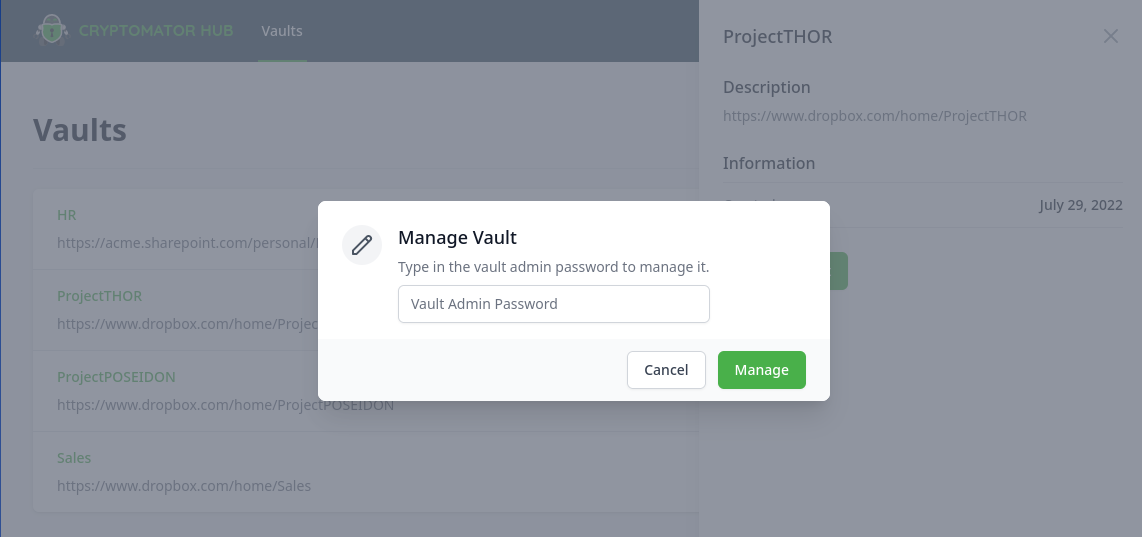 CRYPTOMATOR HUB
Vaults
Vaults
HR
https://acme.sharepoint.com/personal/
ProjectTHOR
https://www.dropbox.com/home/Projec
ProjectPOSEIDON
https://www.dropbox.com/home/ProjectPOSEIDON
Sales
https://www.dropbox.com/home/Sales
ProjectTHOR
Description
https://www.dropbox.com/home/ProjectTHOR
Information
July 29, 2022
Manage Vault
Type in the vault admin password to manage it.
Vault Admin Password
Cancel
Manage